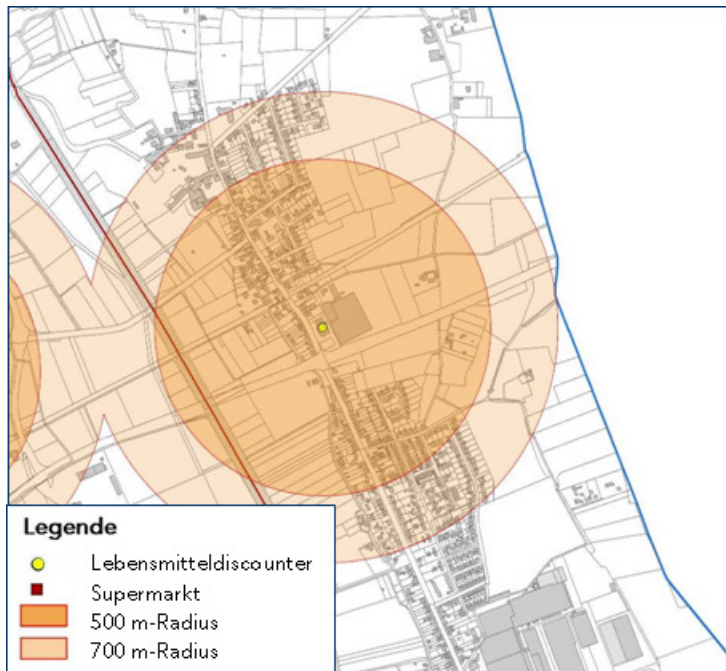 Legende
Lebensmitteldiscounter
Supermarkt
500 m-Radius
700 m-Radius